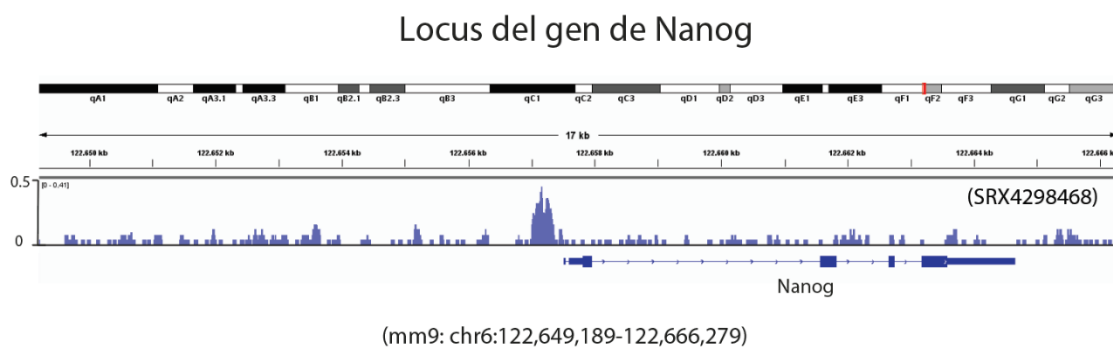 Locus del gen de Nanog
qA1 qA2 qA3.1 qA3.3 qB1 qB2.1 qB2.3 qB3 qC1 qC2 qC3 qD1 qD2 qD3 qE1 qE3 qF1 qF2 qF3 qG1 qG2 qG3
17 kb
122.650 kb 122.652 kb 122.654 kb 122.656 kb 122.658 kb 122.660 kb 122.662 kb 122.664 kb 122.666 k
0.5 [0 - 0.41] (SRX4298468)
0
Nanog
(mm9: chr6:122,649,189-122,666,279)